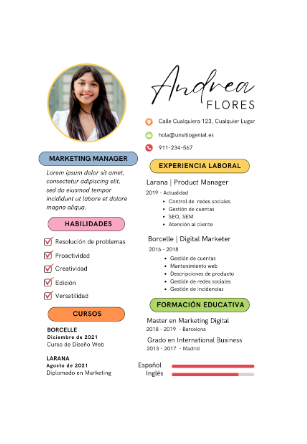 Andrea
FLORES
Calle Cualquiera 123, Cualquier Lugar
hola@unsitiogenial.es
911-234-567
MARKETING MANAGER
Lorem ipsum dolor sit amet,
consectetur adipiscing elit,
sed do eiusmod tempor
incididunt ut labore et dolore
magna aliqua.
HABILIDADES
Resolución de problemas
Proactividad
Creatividad
Edición
Versatilidad
CURSOS
BORCELLE
Diciembre de 2021
Curso de Diseño Web
LARANA
Agosto de 2021
Diplomado en Marketing
EXPERIENCIA LABORAL
Larana | Product Manager
2019 - Actualidad
Control de redes sociales
Gestión de cuentas
SEO, SEM
Atención al cliente
Borcelle | Digital Marketer
2016 - 2018
Gestión de cuentas
Mantenimiento web
Descripciones de producto
Gestión de redes sociales
Gestión de incidencias
FORMACIÓN EDUCATIVA
Master en Marketing Digital
2018 - 2019 - Barcelona
Grado en International Business
2013 - 2017 - Madrid
Español
Inglés